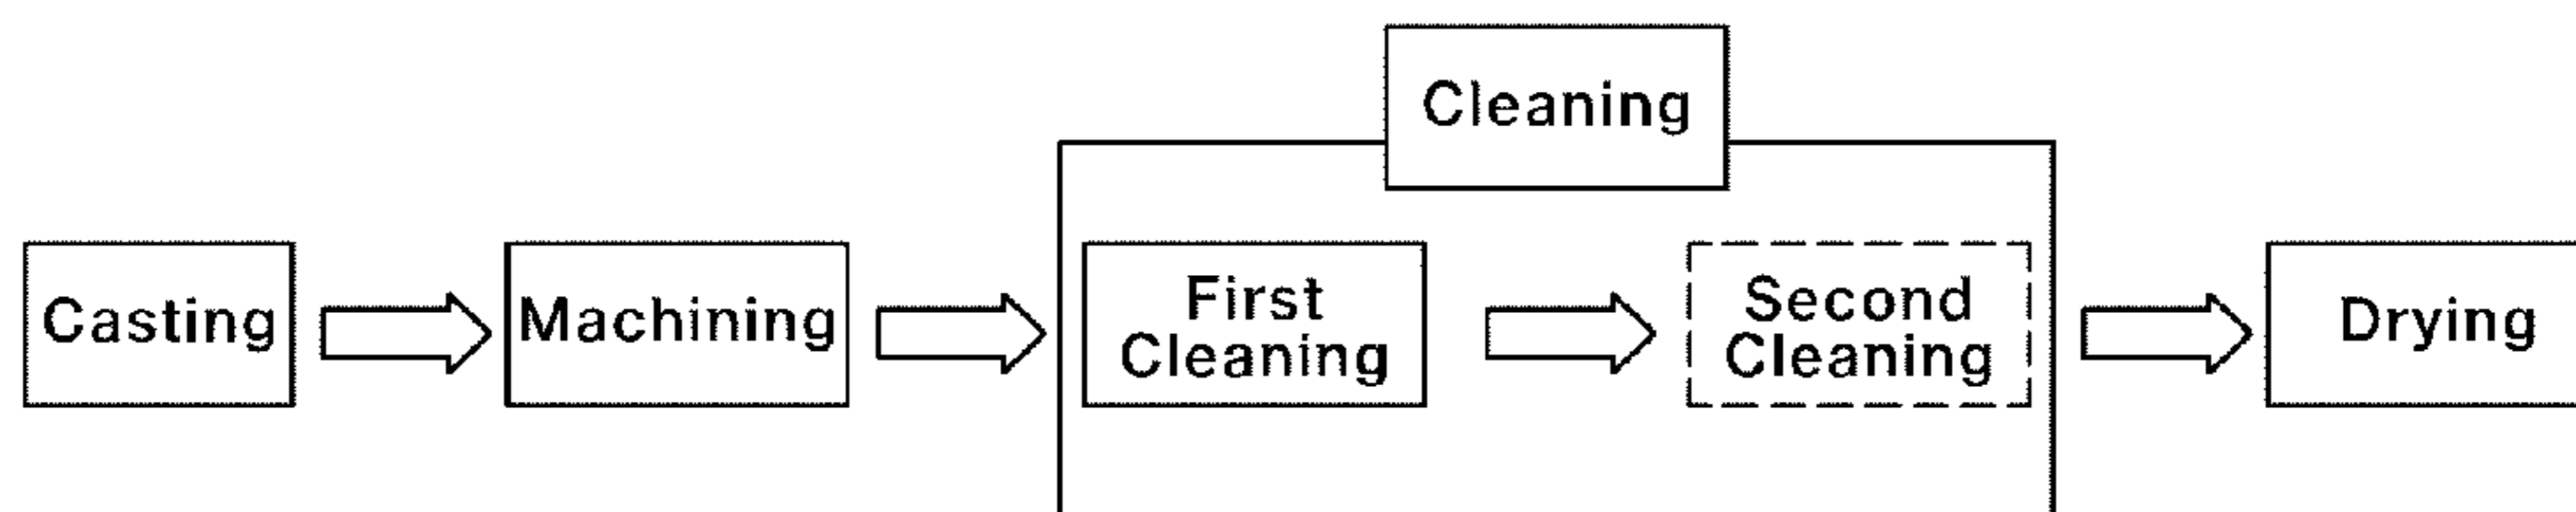 Cleaning
Casting
Machining
First
Cleaning
Second
Cleaning
Drying